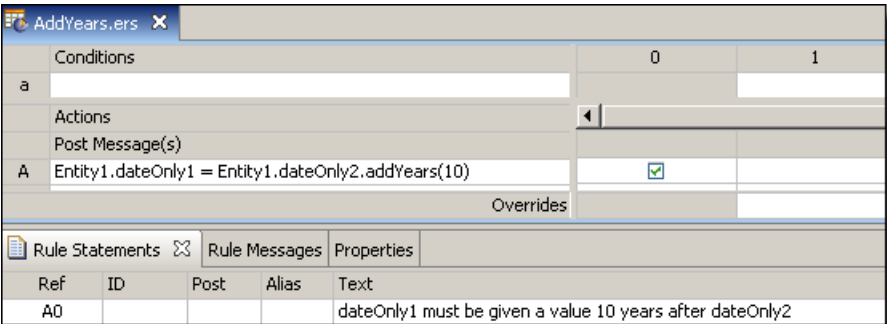 AddYears.ers
Conditions 0 1
a
Actions
Post Message(s)
A Entity1.dateOnly1 = Entity1.dateOnly2.addYears(10)
Overrides
Rule Statements Rule Messages Properties
Ref ID Post Alias Text
A0 dateOnly1 must be given a value 10 years after dateOnly2